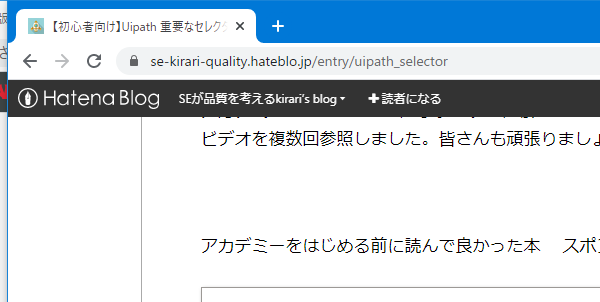 【初心者向け】Uipath 重要なセレク
se-kirari-quality.hateblo.jp/entry/uipath_selector
Hatena Blog SEが品質を考えるkirari's blog 読者になる
ビデオを複数回参照しました。皆さんも頑張りましょ
アカデミーをはじめる前に読んで良かった本 スポ